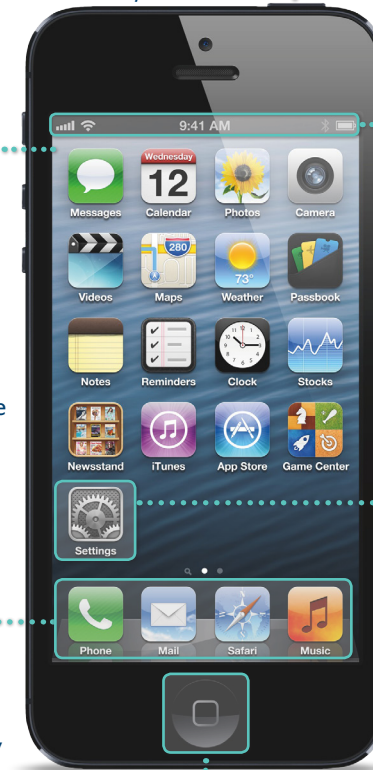 9:41 AM
Wednesday
12
280
73°
Messages Calendar Photos Camera
Videos Maps Weather Passbook
Notes Reminders Clock Stocks
e
Newsstand iTunes App Store Game Center
Settings
Phone Mail Safari Music